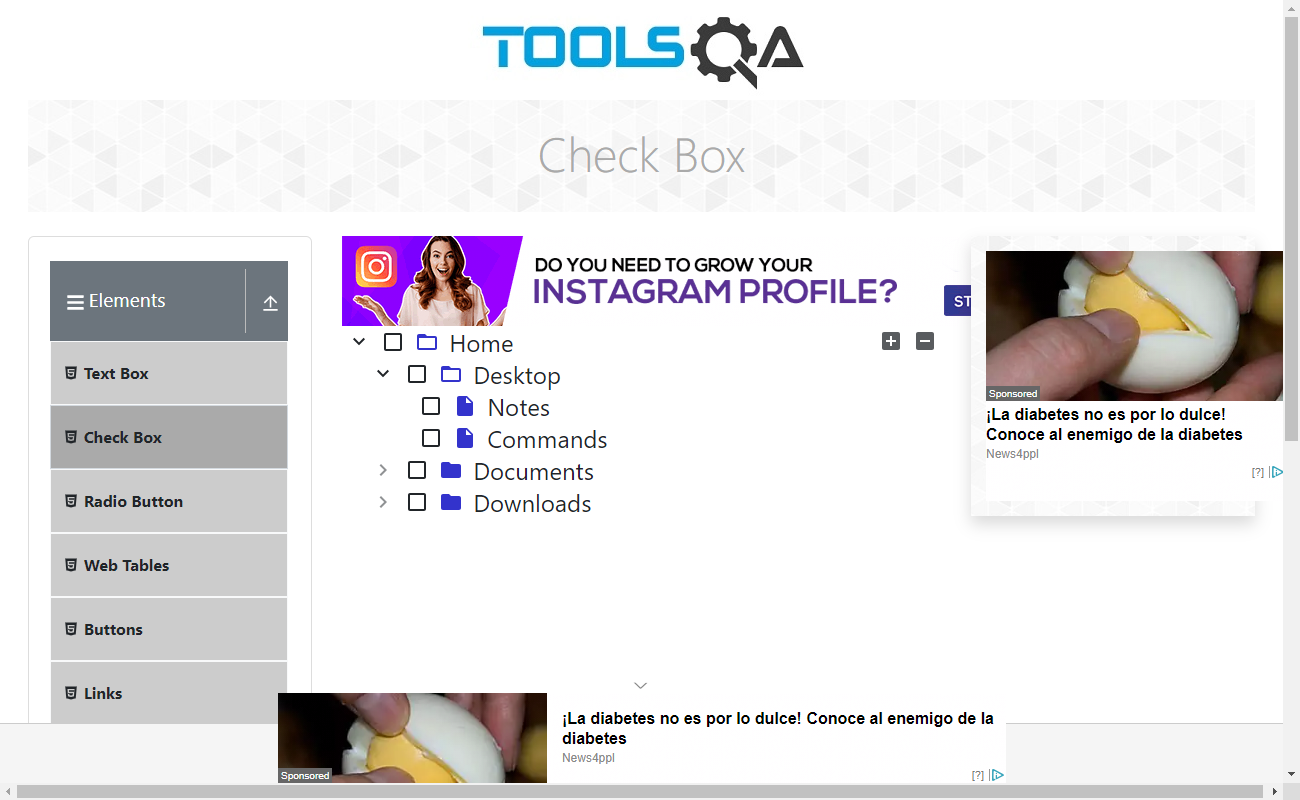 TOOLSQA
Check Box
Elements
Text Box
Check Box
Radio Button
Web Tables
Buttons
Links
DO YOU NEED TO GROW YOUR
INSTAGRAM PROFILE?
ST
Home
Desktop
Notes
Commands
Documents
Downloads
Sponsored
¡La diabetes no es por lo dulce!
Conoce al enemigo de la diabetes
News4ppl
[?]
¡La diabetes no es por lo dulce! Conoce al enemigo de la
diabetes
News4ppl
Sponsored
[?]